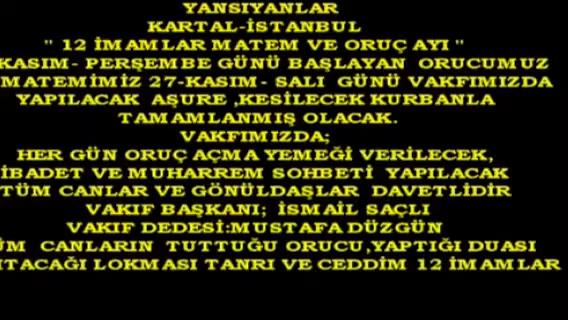 YANSIYANLAR
KARTAL-İSTANBUL
" 12 İMAMLAR MATEM VE ORUÇ AYI "
KASIM- PERŞEMBE GÜNÜ BAŞLAYAN ORUCUMUZ
MATEMİMİZ 27-KASIM- SALI GÜNÜ VAKFIMIZDA
YAPILACAK AŞURE ,KESİLECEK KURBANLA
TAMAMLANMIŞ OLACAK.
VAKFIMIZDA;
HER GÜN ORUÇ AÇMA YEMEĞİ VERİLECEK,
İBADET VE MUHARREM SOHBETİ YAPILACAK
TÜM CANLAR VE GÖNÜLDAŞLAR DAVETLİDİR
VAKIF BAŞKANI; İSMAİL SAÇLI
VAKIF DEDESİ:MUSTAFA DÜZGÜN
CANLARIN TUTTUĞU ORUCU,YAPTIĞI DUASI
LOKMASI TANRI VE CEDDİM 12 İMAMLAR